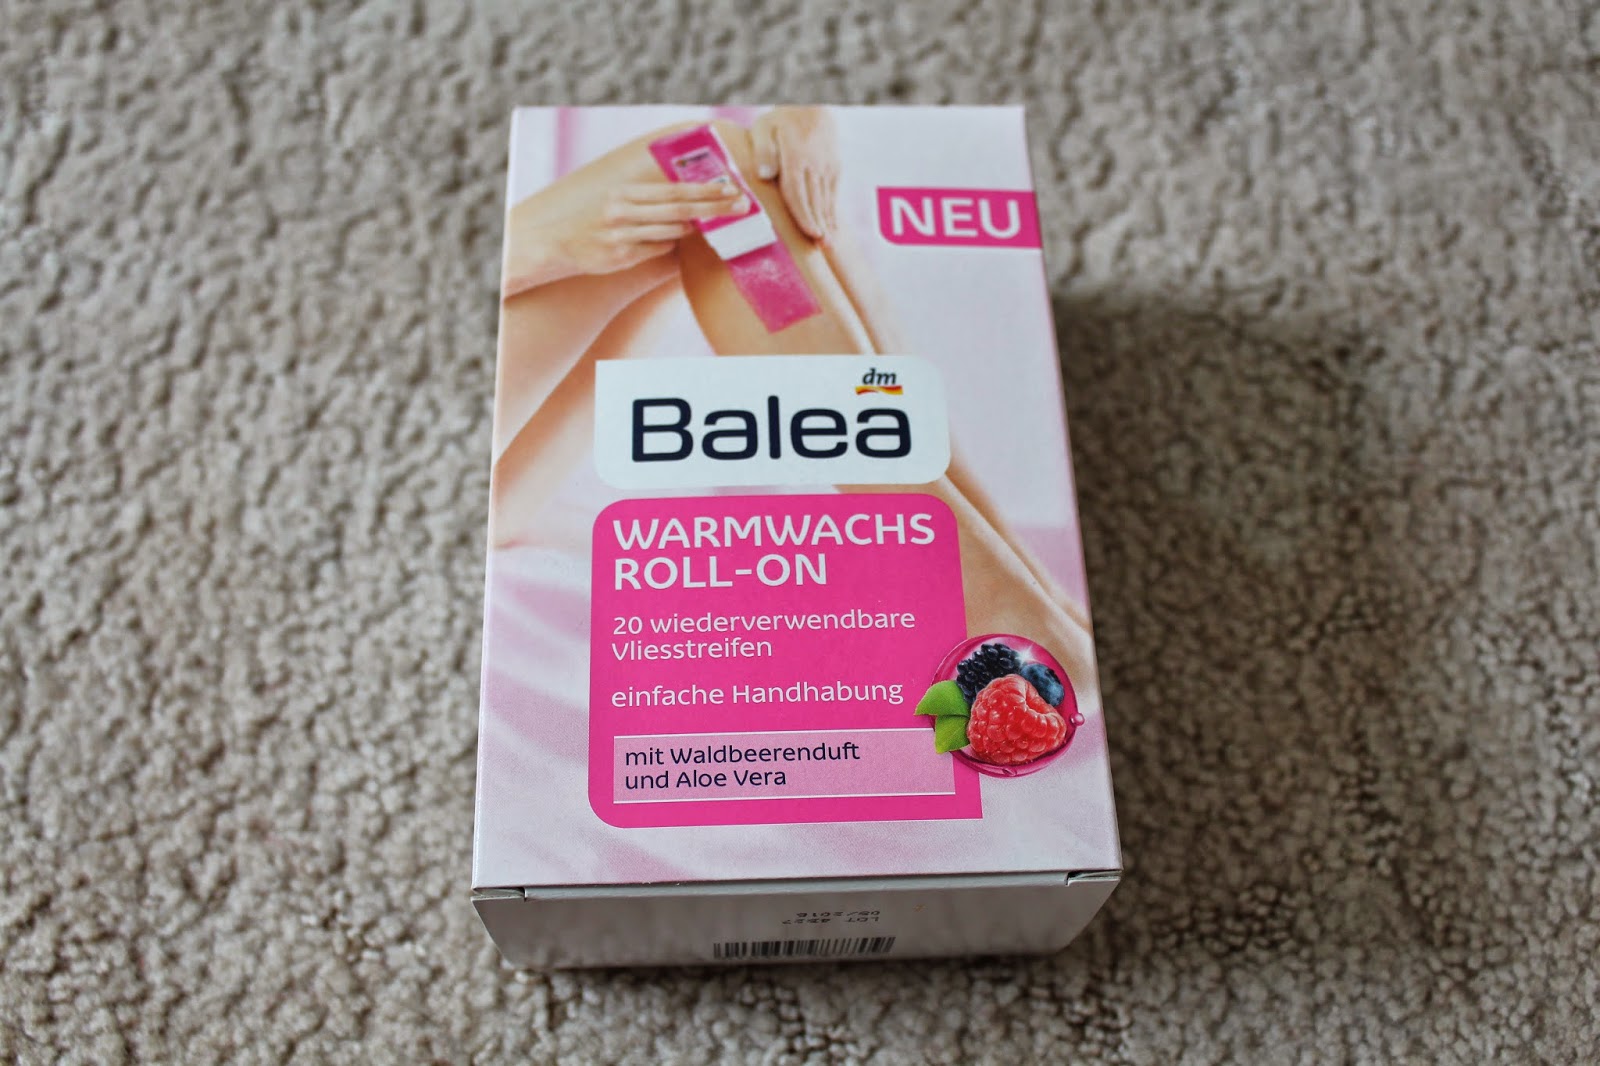 NEU
dm
Balea
WARMWACHS
ROLL-ON
20 wiederverwendbare
Vliesstreifen
einfache Handhabung
mit Waldbeerenduft
und Aloe Vera